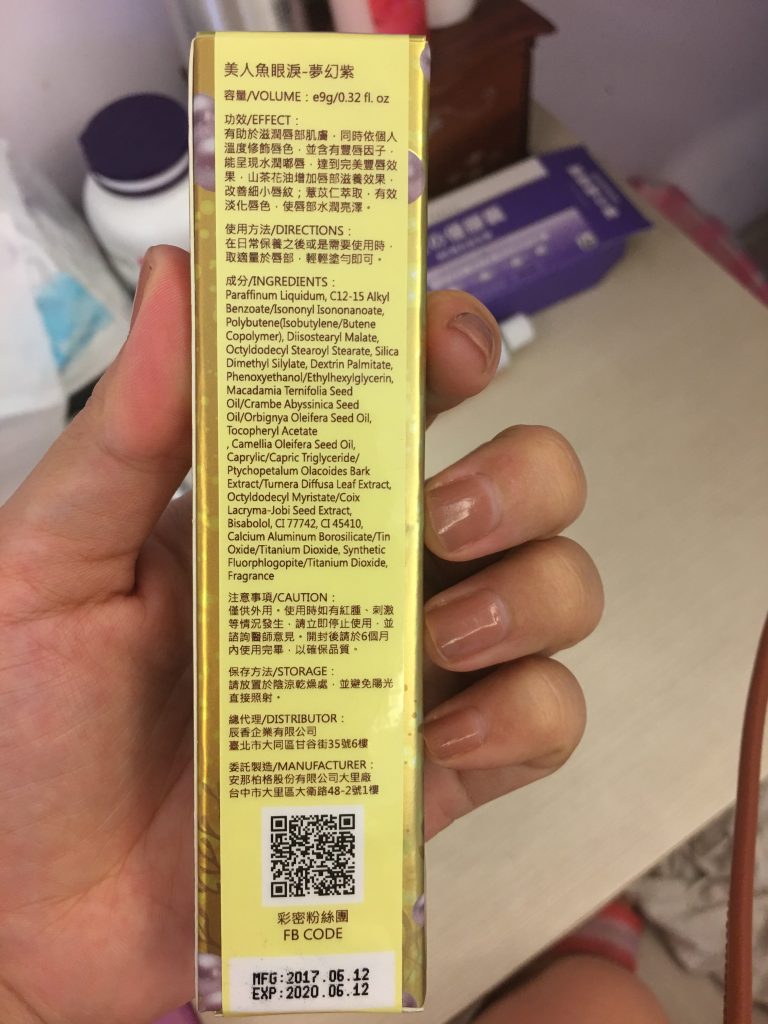 美人魚眼淚-夢幻紫
容量/VOLUME：e9g/0.32 fl. oz
功效/EFFECT：
有助於滋潤唇部肌膚，同時依個人
溫度修飾唇色，並含有豐唇因子，
能呈現水潤嘟唇，達到完美豐唇效
果，山茶花油增加唇部滋養效果，
改善細小唇紋；薏苡仁萃取，有效
淡化唇色，使唇部水潤亮澤。
使用方法/DIRECTIONS：
在日常保養之後或是需要使用時，
取適量於唇部，輕輕塗勻即可。
成分/INGREDIENTS：
Paraffinum Liquidum, C12-15 Alkyl
Benzoate/Isononyl Isononanoate,
Polybutene(Isobutylene/Butene
Copolymer), Diisostearyl Malate,
Octyldodecyl Stearoyl Stearate, Silica
Dimethyl Silylate, Dextrin Palmitate,
Phenoxyethanol/Ethylhexylglycerin,
Macadamia Ternifolia Seed
Oil/Crambe Abyssinica Seed
Oil/Orbignya Oleifera Seed Oil,
Tocopheryl Acetate
, Camellia Oleifera Seed Oil,
Caprylic/Capric Triglyceride/
Ptychopetalum Olacoides Bark
Extract/Turnera Diffusa Leaf Extract,
Octyldodecyl Myristate/Coix
Lacryma-Jobi Seed Extract,
Bisabolol, CI 77742, CI 45410,
Calcium Aluminum Borosilicate/Tin
Oxide/Titanium Dioxide, Synthetic
Fluorphlogopite/Titanium Dioxide,
Fragrance
注意事項/CAUTION：
僅供外用。使用時如有紅腫、刺激
等情況發生，請立即停止使用，並
諮詢醫師意見。開封後請於6個月
內使用完畢，以確保品質。
保存方法/STORAGE：
請放置於陰涼乾燥處，並避免陽光
直接照射。
總代理/DISTRIBUTOR：
辰香企業有限公司
臺北市大同區甘谷街35號6樓
委託製造/MANUFACTURER：
安那柏格股份有限公司大里廠
台中市大里區大衛路48-2號1樓
彩密粉絲團
FB CODE
MFG:2017.06.12
EXP:2020.06.12